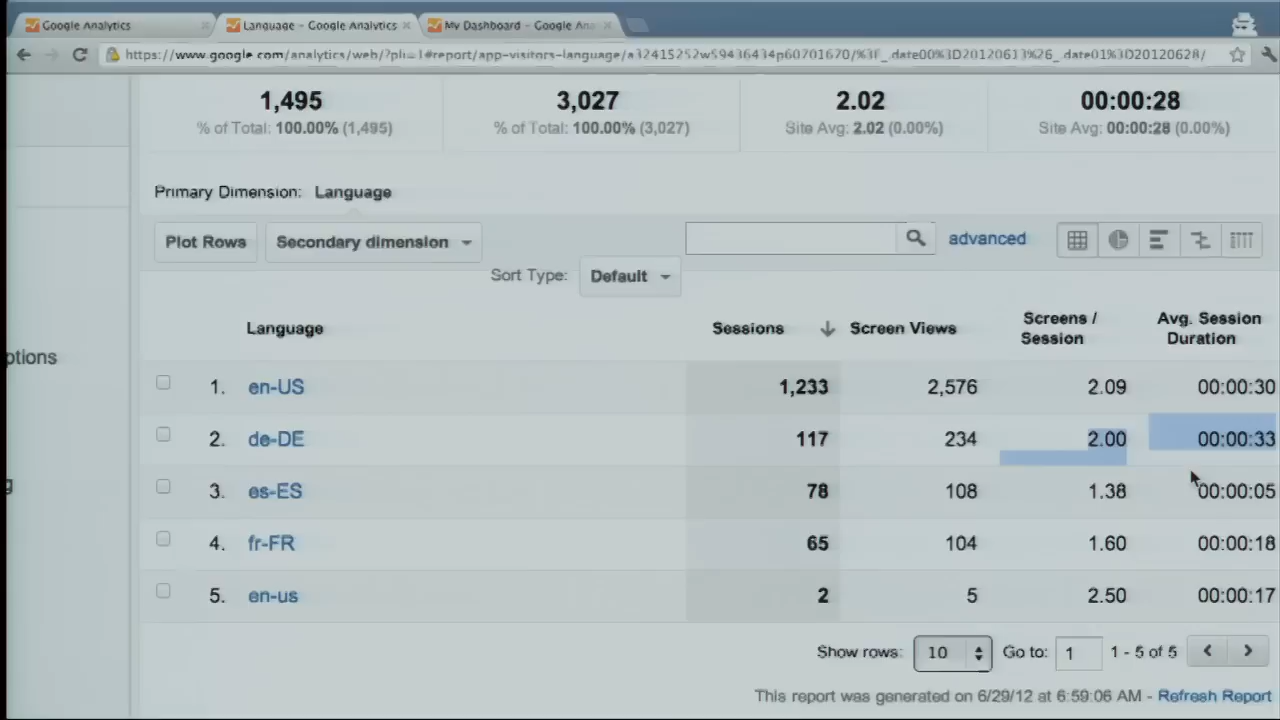 Google Analytics
Language - Google Analytics
My Dashboard - Google Ana
https://www.google.com/analytics/web/?pli=1#report/app-visitors-language/a32415252w59436434p60701670/%3F_.date00%3D20120613%26_.date01%3D20120628/
1,495 3,027 2.02 00:00:28
% of Total: 100.00% (1,495) % of Total: 100.00% (3,027) Site Avg: 2.02 (0.00%) Site Avg: 00:00:28 (0.00%)
Primary Dimension: Language
Plot Rows Secondary dimension advanced
Sort Type: Default
Language Sessions Screen Views Screens / Session Avg. Session Duration
ptions
1. en-US 1,233 2,576 2.09 00:00:30
2. de-DE 117 234 2.00 00:00:33
3. es-ES 78 108 1.38 00:00:05
g
4. fr-FR 65 104 1.60 00:00:18
5. en-us 2 5 2.50 00:00:17
Show rows: 10 Go to: 1 1 - 5 of 5
This report was generated on 6/29/12 at 6:59:06 AM - Refresh Report